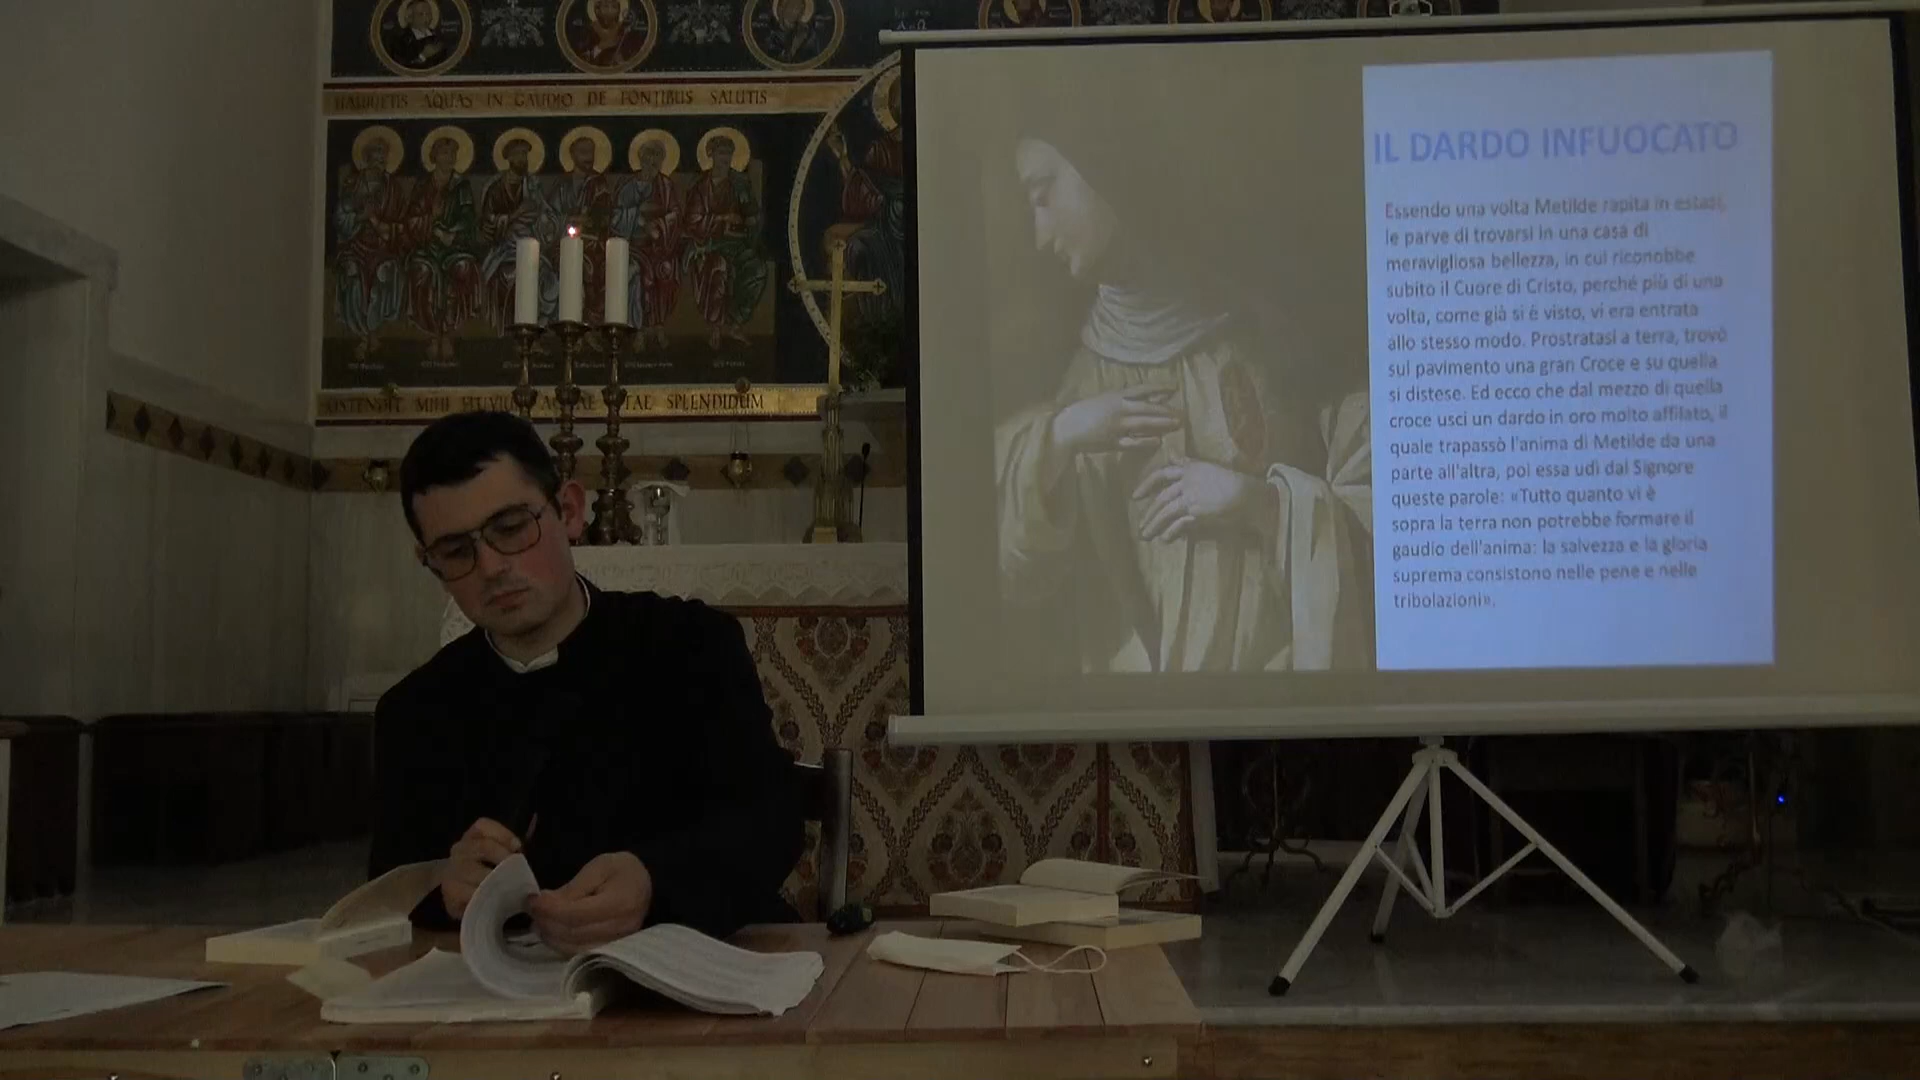 HAURIETIS AQUAS IN GAUDIO DE FONTIBUS SALUTIS
OSTENDIT MIHI FLUVIUM AQUAE VITAE SPLENDIDUM
IL DARDO INFUOCATO
Essendo una volta Metilde rapita in estasi,
le parve di trovarsi in una casa di
meravigliosa bellezza, in cui riconobbe
subito il Cuore di Cristo, perché più di una
volta, come già si è visto, vi era entrata
allo stesso modo. Prostratasi a terra, trovò
sul pavimento una gran Croce e su quella
si distese. Ed ecco che dal mezzo di quella
croce uscì un dardo in oro molto affilato, il
quale trapassò l'anima di Metilde da una
parte all'altra, poi essa udì dal Signore
queste parole: «Tutto quanto vi è
sopra la terra non potrebbe formare il
gaudio dell'anima: la salvezza e la gloria
suprema consistono nelle pene e nelle
tribolazioni».